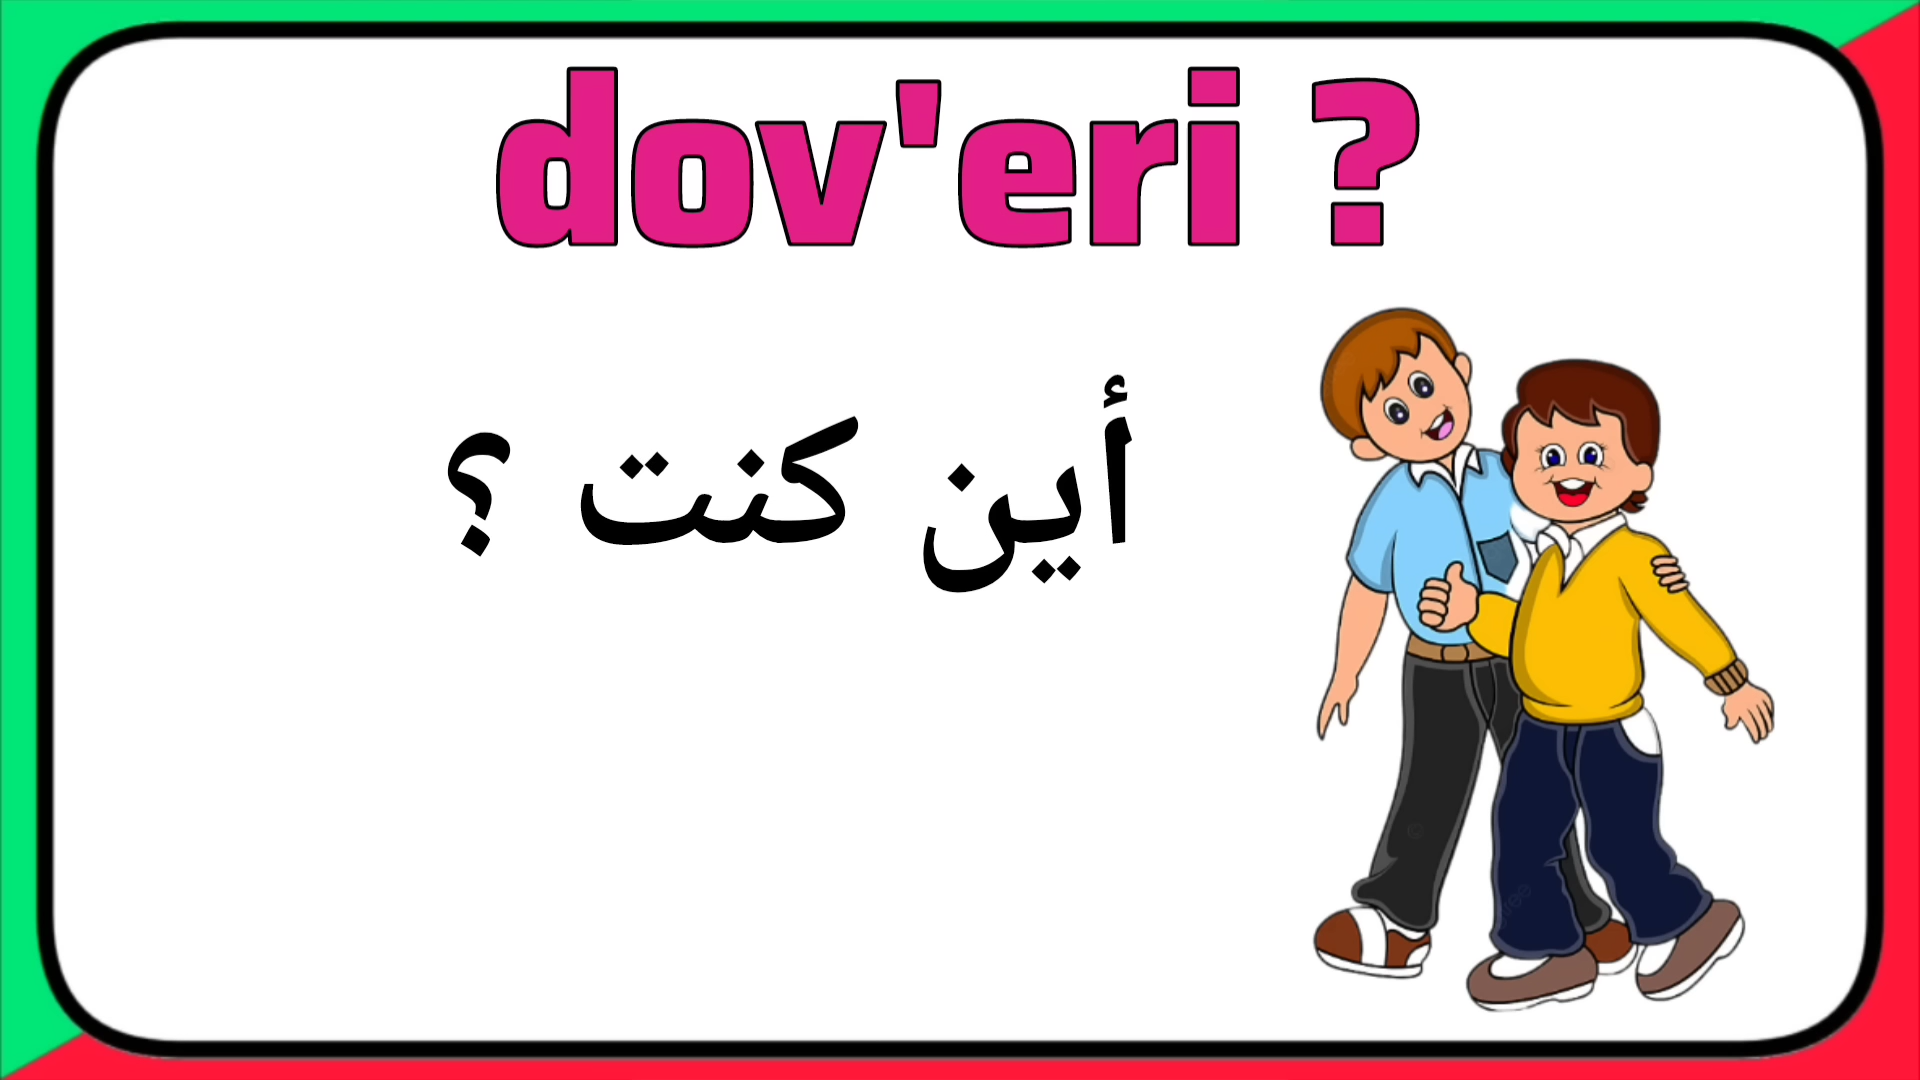 dov'eri ?
أين كنت ؟